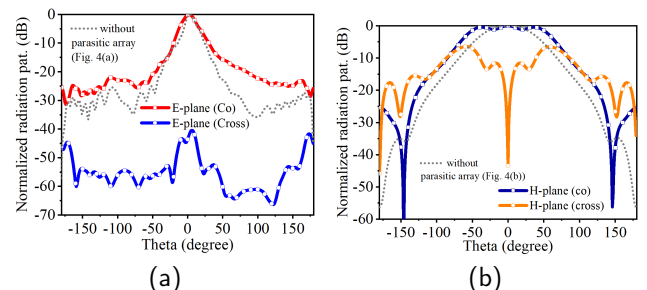 Normalized radiation pat. (dB)
0
-10
-20
-30
-40
-50
-60
-70
without
parasitic array
(Fig. 4(a))
E-plane (Co)
E-plane (Cross)
-150 -100 -50 0 50 100 150
Theta (degree)
(a)
Normalized radiation pat. (dB)
0
-10
-20
-30
-40
-50
-60
without
parasitic array (Fig. 4(b))
H-plane (co)
H-plane (cross)
-150 -100 -50 0 50 100 150
Theta (degree)
(b)